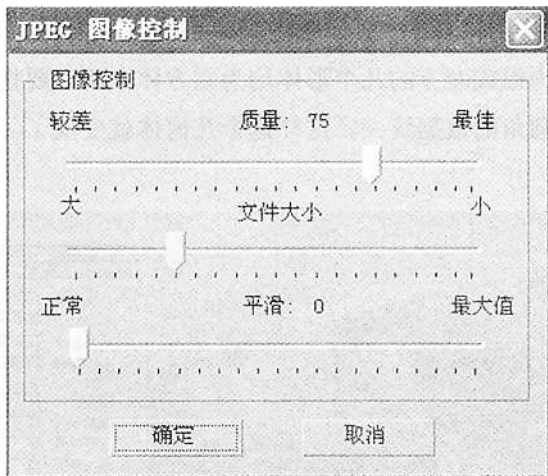 JPEG 图像控制
图像控制
较差 质量: 75 最佳
大 文件大小 小
正常 平滑: 0 最大值
确定 取消